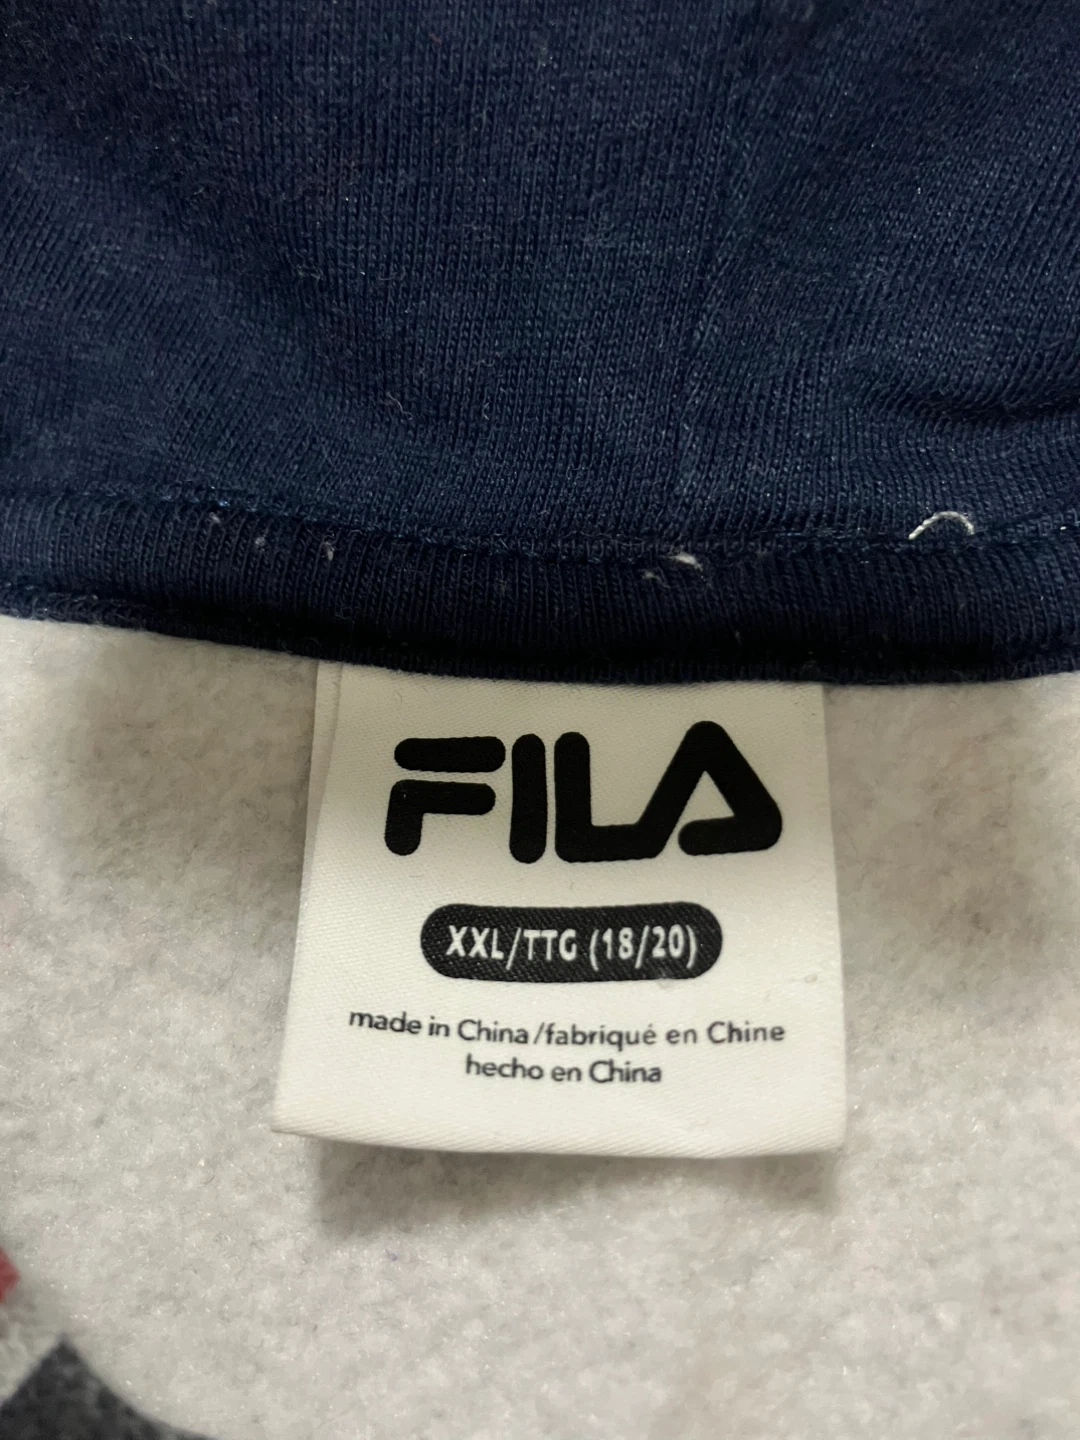 FILA
XXL/TTG (18/20)
made in China/fabriqué en Chine
hecho en China